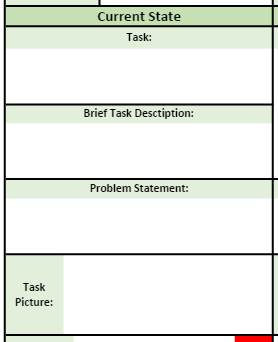 Current State
Task:
Brief Task Desctiption:
Problem Statement:
Task
Picture: